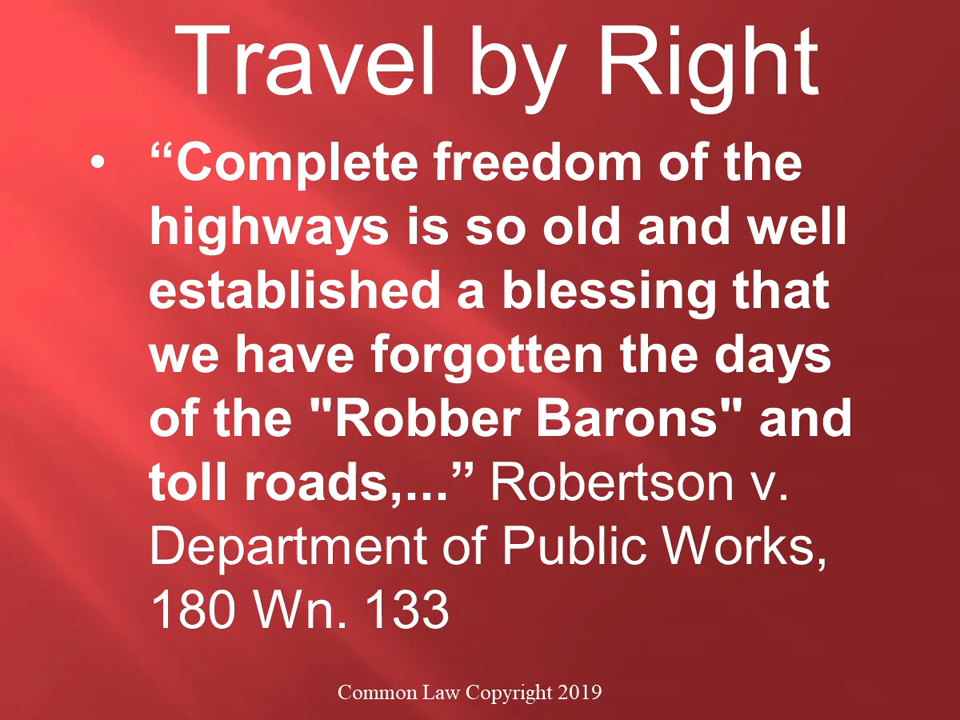 Travel by Right
• “Complete freedom of the
highways is so old and well
established a blessing that
we have forgotten the days
of the "Robber Barons" and
toll roads,...” Robertson v.
Department of Public Works,
180 Wn. 133
Common Law Copyright 2019